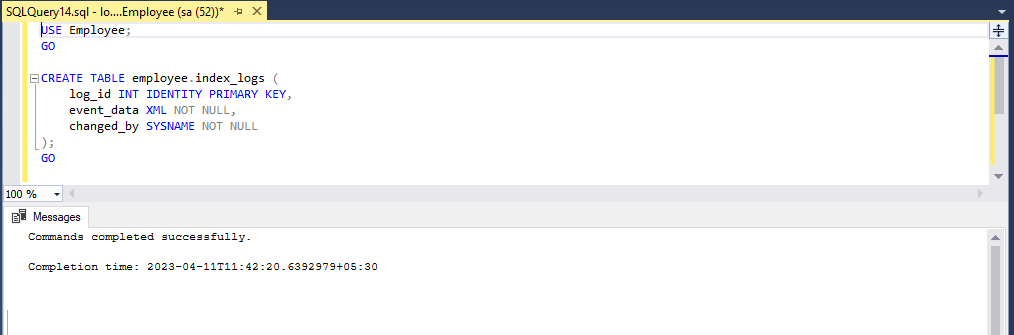 SQLQuery14.sql - lo....Employee (sa (52))*
USE Employee;
GO
CREATE TABLE employee.index_logs (
log_id INT IDENTITY PRIMARY KEY,
event_data XML NOT NULL,
changed_by SYSNAME NOT NULL
);
GO
100 %
Messages
Commands completed successfully.
Completion time: 2023-04-11T11:42:20.6392979+05:30